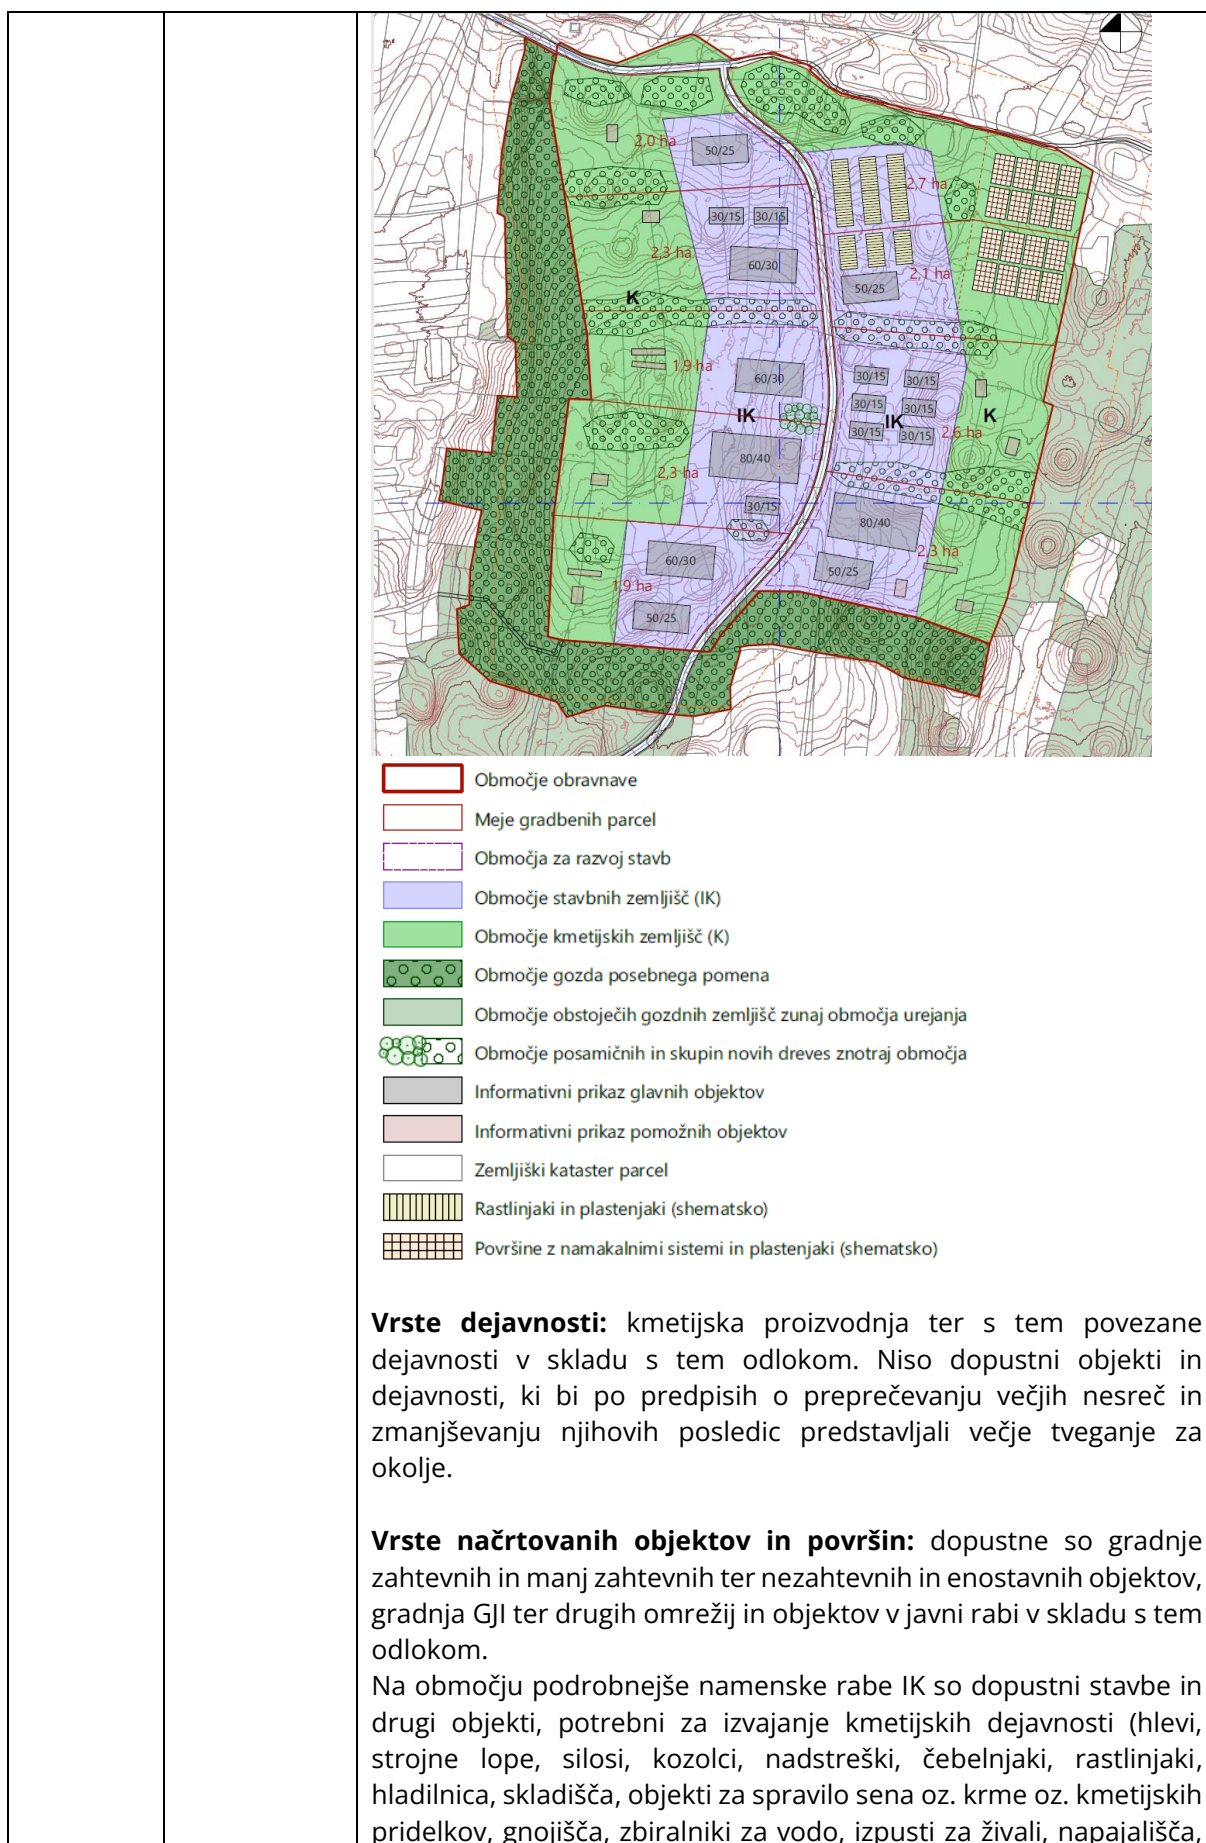 2,0 ha
50/25
2,7 ha
30/15 30/15
2,3 ha
60/30
2,1 ha
50/25
K
1,9 ha
60/30
30/15 30/15
30/15 30/15
IK
IK
K
30/15 30/15
2,6 ha
80/40
2,3 ha
30/15
80/40
2,3 ha
60/30
50/25
1,9 ha
50/25
Območje obravnave
Meje gradbenih parcel
Območja za razvoj stavb
Območje stavbnih zemljišč (IK)
Območje kmetijskih zemljišč (K)
Območje gozda posebnega pomena
Območje obstoječih gozdnih zemljišč zunaj območja urejanja
Območje posamičnih in skupin novih dreves znotraj območja
Informativni prikaz glavnih objektov
Informativni prikaz pomožnih objektov
Zemljiški kataster parcel
Rastlinjaki in plastenjaki (shematsko)
Površine z namakalnimi sistemi in plastenjaki (shematsko)
Vrste dejavnosti: kmetijska proizvodnja ter s tem povezane
dejavnosti v skladu s tem odlokom. Niso dopustni objekti in
dejavnosti, ki bi po predpisih o preprečevanju večjih nesreč in
zmanjševanju njihovih posledic predstavljali večje tveganje za
okolje.
Vrste načrtovanih objektov in površin: dopustne so gradnje
zahtevnih in manj zahtevnih ter nezahtevnih in enostavnih objektov,
gradnja GJI ter drugih omrežij in objektov v javni rabi v skladu s tem
odlokom.
Na območju podrobnejše namenske rabe IK so dopustni stavbe in
drugi objekti, potrebni za izvajanje kmetijskih dejavnosti (hlevi,
strojne lope, silosi, kozolci, nadstreški, čebelnjaki, rastlinjaki,
hladilnica, skladišča, objekti za spravilo sena oz. krme oz. kmetijskih
pridelkov, gnojišča, zbiralniki za vodo, izpusti za živali, napajališča,